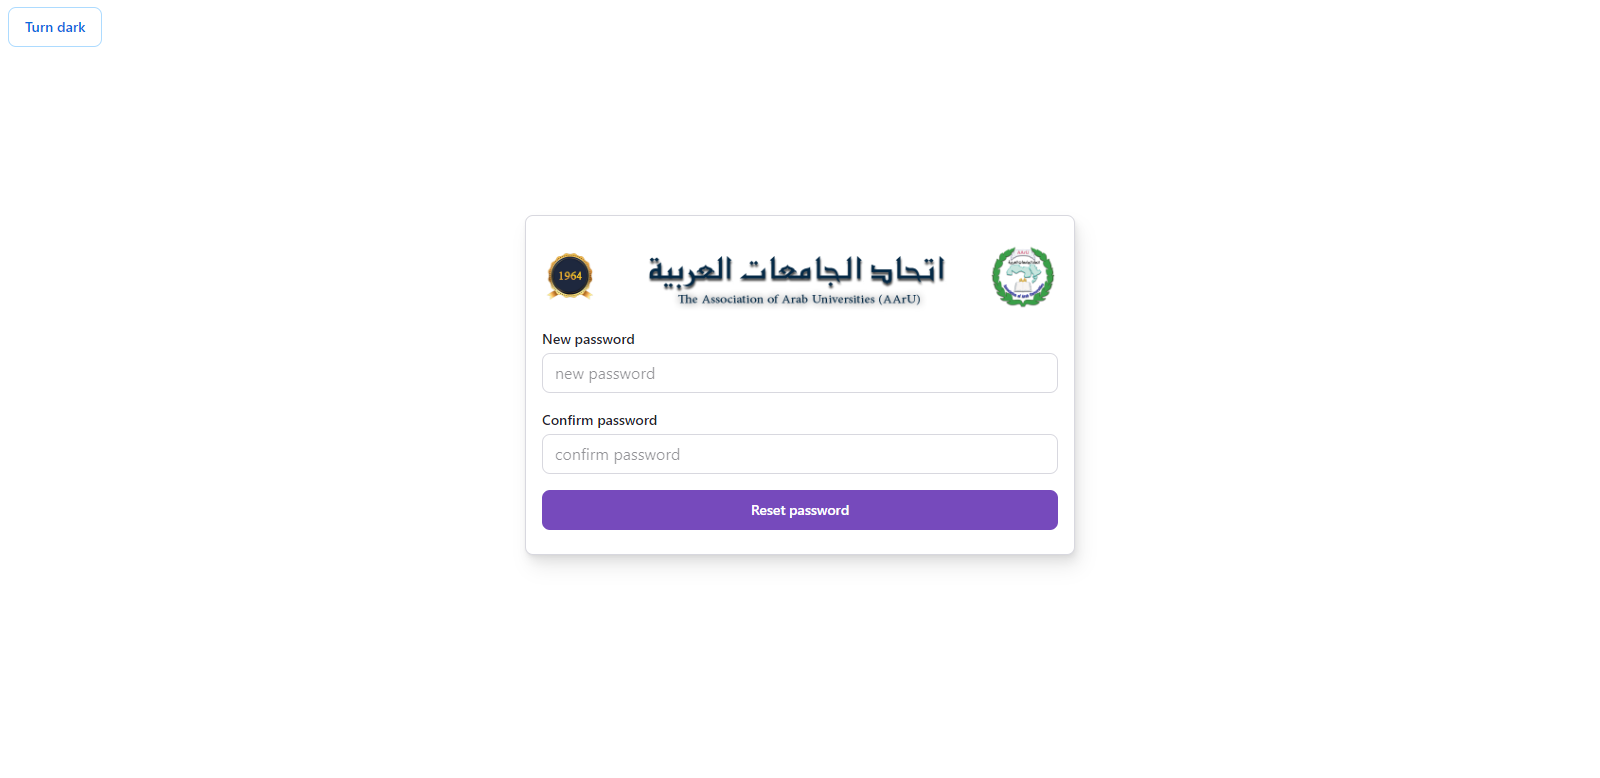 Turn dark
1964
اتحاد الجامعات العربية
The Association of Arab Universities (AArU)
AArU
New password
new password
Confirm password
confirm password
Reset password